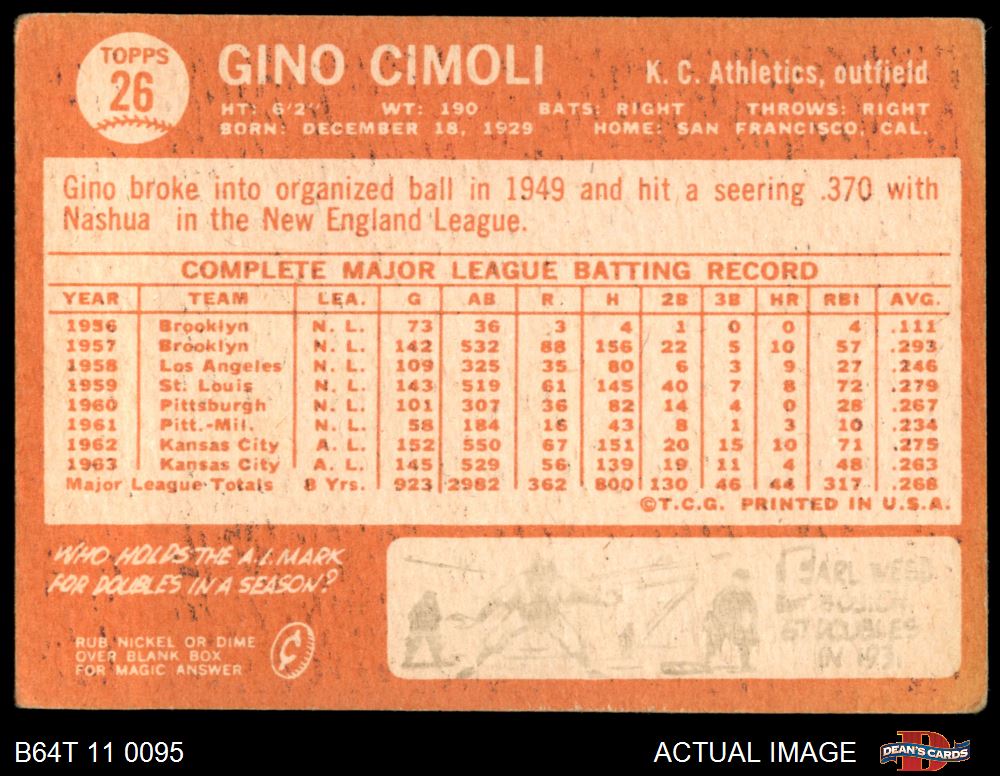 TOPPS
26
GINO CIMOLI
K. C. Athletics, outfield
HT: 6'2" WT: 190 BATS: RIGHT THROWS: RIGHT
BORN: DECEMBER 18, 1929 HOME: SAN FRANCISCO, CAL.
Gino broke into organized ball in 1949 and hit a seering .370 with
Nashua in the New England League.
COMPLETE MAJOR LEAGUE BATTING RECORD
YEAR TEAM LEA. G AB R H 2B 3B HR RBI AVG.
1956 Brooklyn N. L. 73 36 3 4 1 0 0 4 .111
1957 Brooklyn N. L. 142 532 88 156 22 5 10 57 .293
1958 Los Angeles N. L. 109 325 35 80 6 3 9 27 .246
1959 St. Louis N. L. 143 519 61 145 40 7 8 72 .279
1960 Pittsburgh N. L. 101 307 36 82 14 4 0 28 .267
1961 Pitt.-Mil. N. L. 58 184 16 43 8 1 3 10 .234
1962 Kansas City A. L. 152 550 67 151 20 15 10 71 .275
1963 Kansas City A. L. 145 529 56 139 19 11 4 48 .263
Major League Totals 8 Yrs. 923 2982 362 800 130 46 44 317 .268
©T.C.G. PRINTED IN U.S.A.
WHO HOLDS THE A.L. MARK
FOR DOUBLES IN A SEASON?
RUB NICKEL OR DIME
OVER BLANK BOX
FOR MAGIC ANSWER
EARL WEBB
67 DOUBLES
IN 1931
B64T 11 0095
ACTUAL IMAGE
DEAN'S CARDS